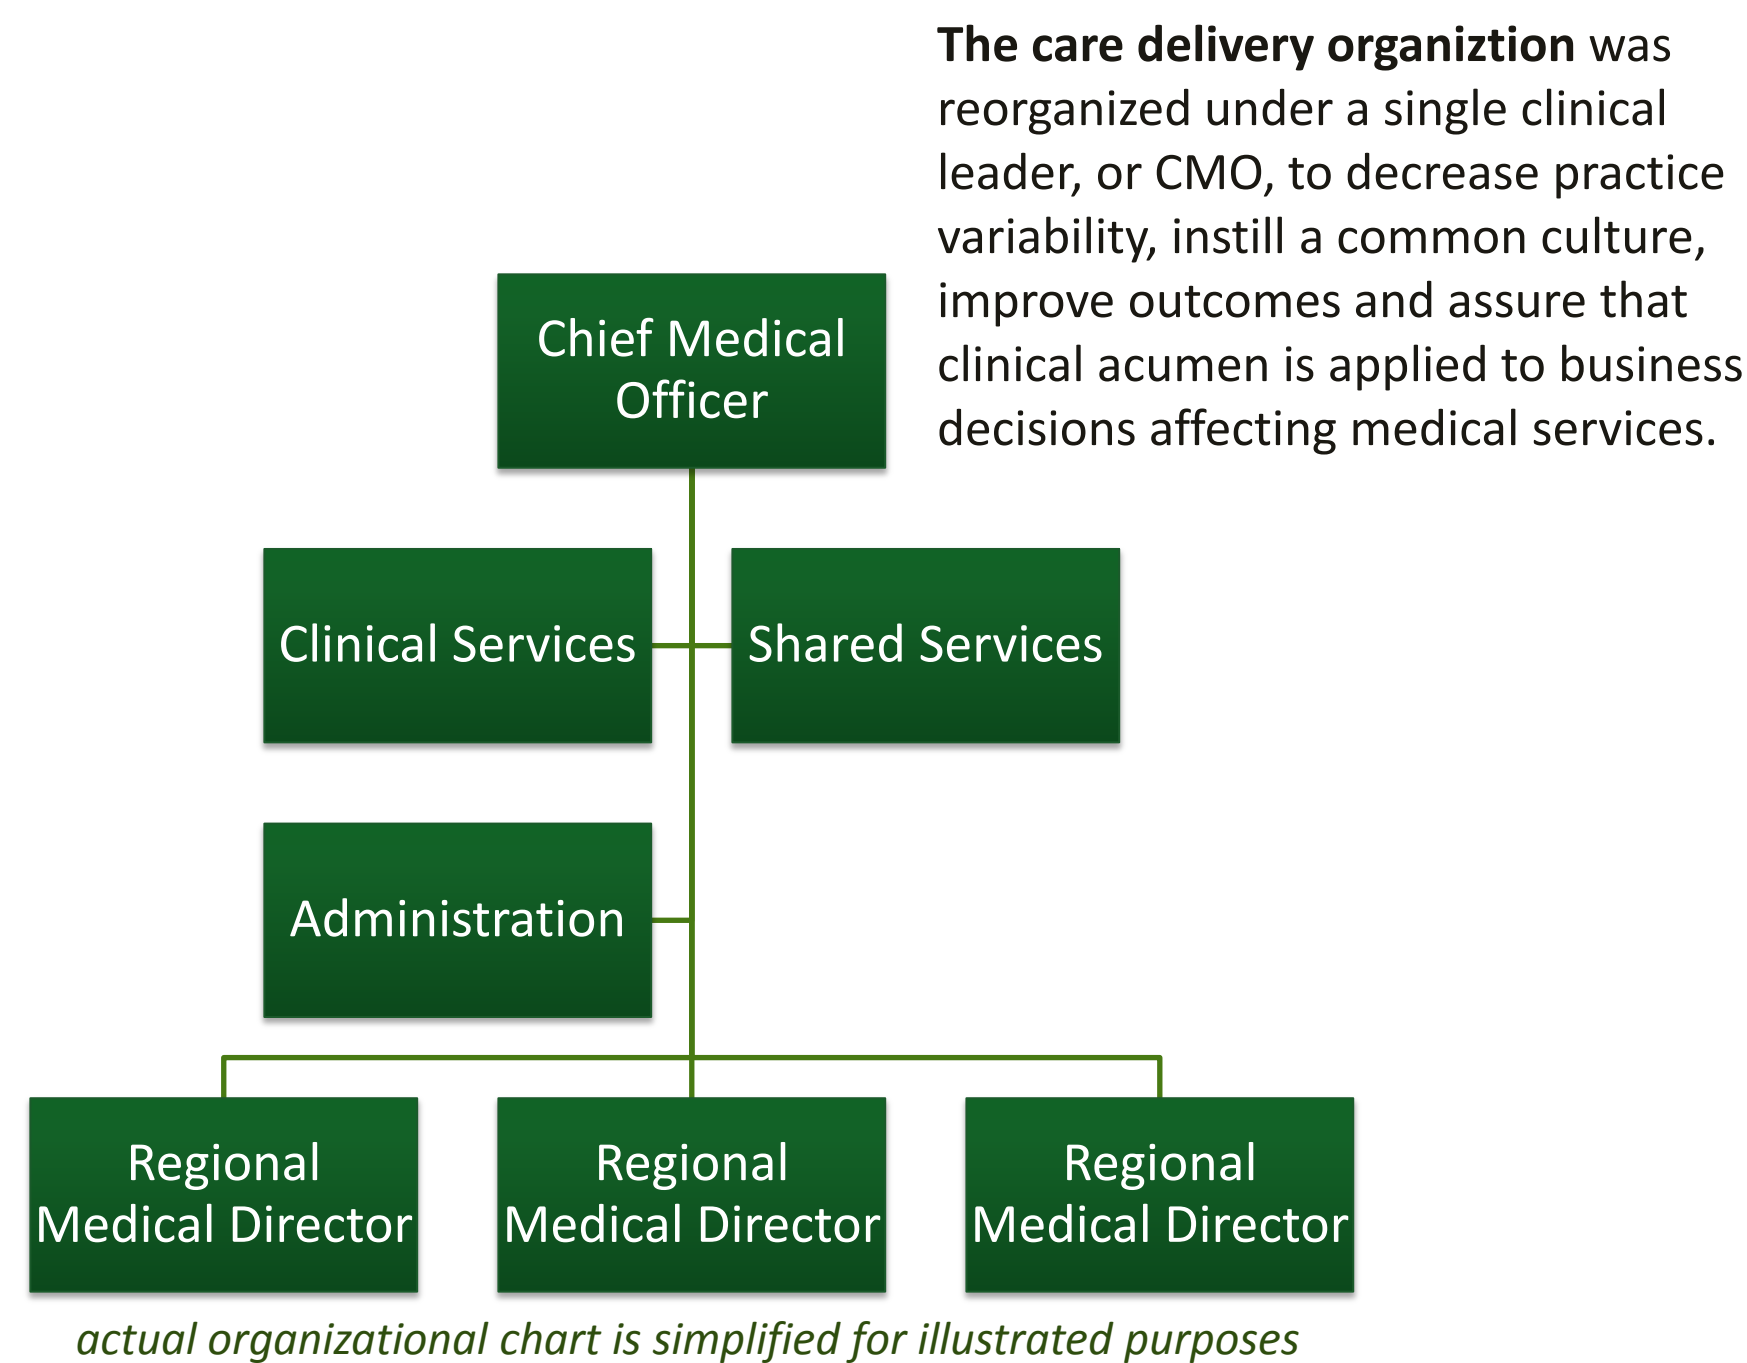 The care delivery organiztion was
reorganized under a single clinical
leader, or CMO, to decrease practice
variability, instill a common culture,
improve outcomes and assure that
clinical acumen is applied to business
decisions affecting medical services.
Chief Medical
Officer
Clinical Services
Shared Services
Administration
Regional
Medical Director
Regional
Medical Director
Regional
Medical Director
actual organizational chart is simplified for illustrated purposes